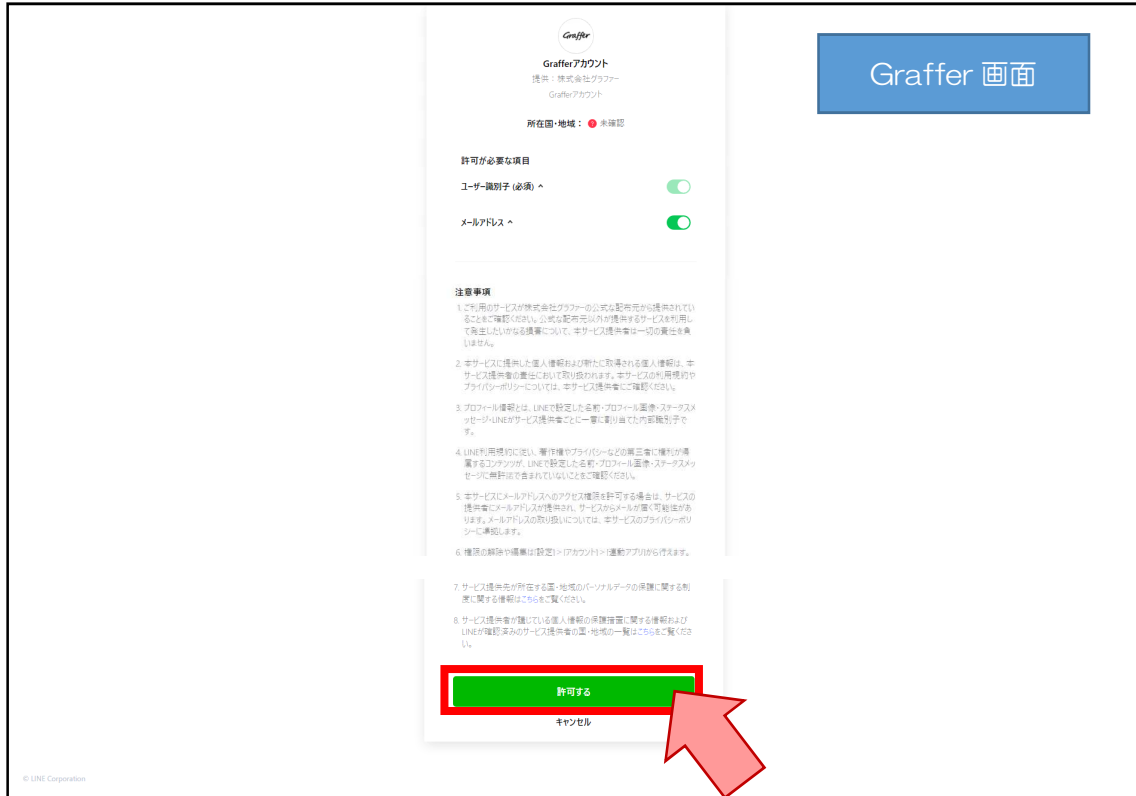 Graffer
Grafferアカウント
提供：株式会社グラファー
Grafferアカウント
所在国・地域： ? 未確認
Graffer 画面
許可が必要な項目
ユーザー識別子 (必須) ^
メールアドレス ^
注意事項
1. ご利用のサービスが株式会社グラファーの公式な配布元から提供されてい
ることをご確認ください。公式な配布元以外が提供するサービスを利用し
て発生したいかなる損害について、本サービス提供者は一切の責任を負
いません。
2. 本サービスに提供した個人情報および新たに取得される個人情報は、本
サービス提供者の責任において取り扱われます。本サービスの利用規約や
プライバシーポリシーについては、本サービス提供者にご確認ください。
3. プロフィール情報とは、LINEで設定した名前・プロフィール画像・ステータスメ
ッセージ・LINEがサービス提供者ごとに一意に割り当てた内部識別子で
す。
4. LINE利用規約に従い、著作権やプライバシーなどの第三者に権利が帰
属するコンテンツが、LINEで設定した名前・プロフィール画像・ステータスメッ
セージに無許諾で含まれていないことをご確認ください。
5. 本サービスにメールアドレスへのアクセス権限を許可する場合は、サービスの
提供者にメールアドレスが提供され、サービスからメールが届く可能性があ
ります。メールアドレスの取り扱いについては、本サービスのプライバシーポリ
シーに準拠します。
6. 権限の解除や編集は[設定]＞[アカウント]＞[連動アプリ]から行えます。
7. サービス提供先が所在する国・地域のパーソナルデータの保護に関する制
度に関する情報はこちらをご覧ください。
8. サービス提供者が講じている個人情報の保護措置に関する情報および
LINEが確認済みのサービス提供者の国・地域の一覧はこちらをご覧くださ
い。
許可する
キャンセル
© LINE Corporation